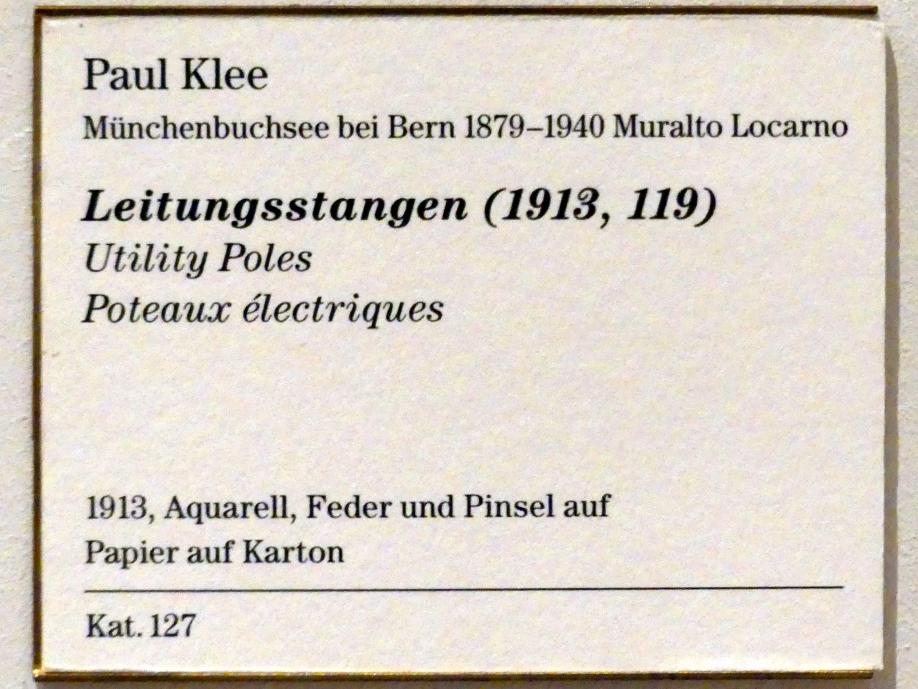 Paul Klee
Münchenbuchsee bei Bern 1879–1940 Muralto Locarno
Leitungsstangen (1913, 119)
Utility Poles
Poteaux électriques
1913, Aquarell, Feder und Pinsel auf
Papier auf Karton
Kat. 127